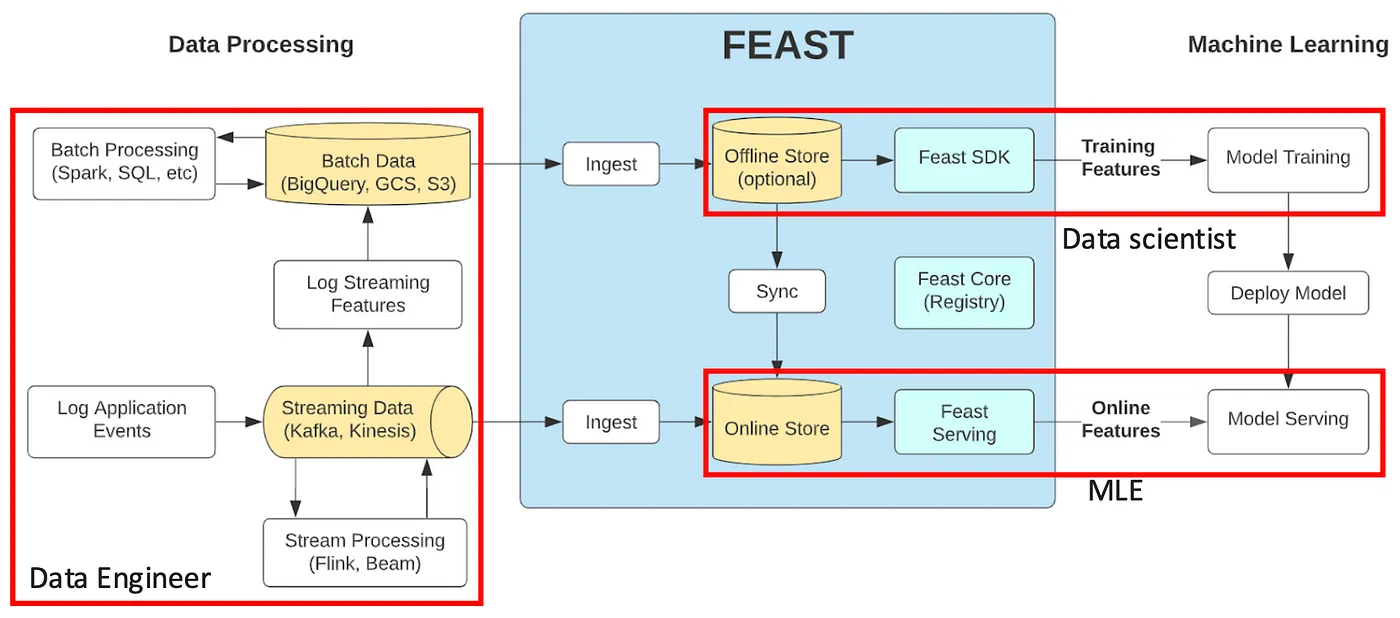 Data Processing
FEAST
Machine Learning
Batch Processing
(Spark, SQL, etc)
Batch Data
(BigQuery, GCS, S3)
Ingest
Offline Store
(optional)
Feast SDK
Training
Features
Model Training
Data scientist
Log Streaming
Features
Sync
Feast Core
(Registry)
Deploy Model
Log Application
Events
Streaming Data
(Kafka, Kinesis)
Ingest
Online Store
Feast
Serving
Online
Features
Model Serving
MLE
Stream Processing
(Flink, Beam)
Data Engineer